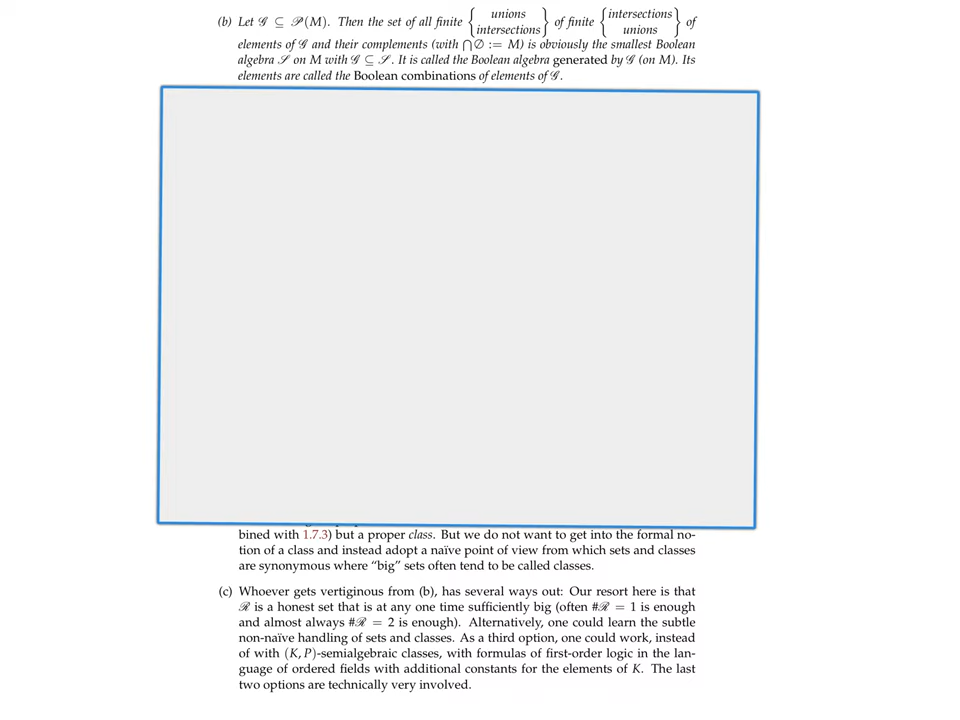 (b) Let 𝒢 ⊆ 𝒫(M). Then the set of all finite { unions / intersections } of finite { intersections / unions } of
elements of 𝒢 and their complements (with ⋂∅ := M) is obviously the smallest Boolean
algebra 𝒮 on M with 𝒢 ⊆ 𝒮. It is called the Boolean algebra generated by 𝒢 (on M). Its
elements are called the Boolean combinations of elements of 𝒢.
bined with 1.7.3) but a proper class. But we do not want to get into the formal no-
tion of a class and instead adopt a naïve point of view from which sets and classes
are synonymous where “big” sets often tend to be called classes.
(c) Whoever gets vertiginous from (b), has several ways out: Our resort here is that
ℛ is a honest set that is at any one time sufficiently big (often #ℛ = 1 is enough
and almost always #ℛ = 2 is enough). Alternatively, one could learn the subtle
non-naïve handling of sets and classes. As a third option, one could work, instead
of with (K, P)-semialgebraic classes, with formulas of first-order logic in the lan-
guage of ordered fields with additional constants for the elements of K. The last
two options are technically very involved.